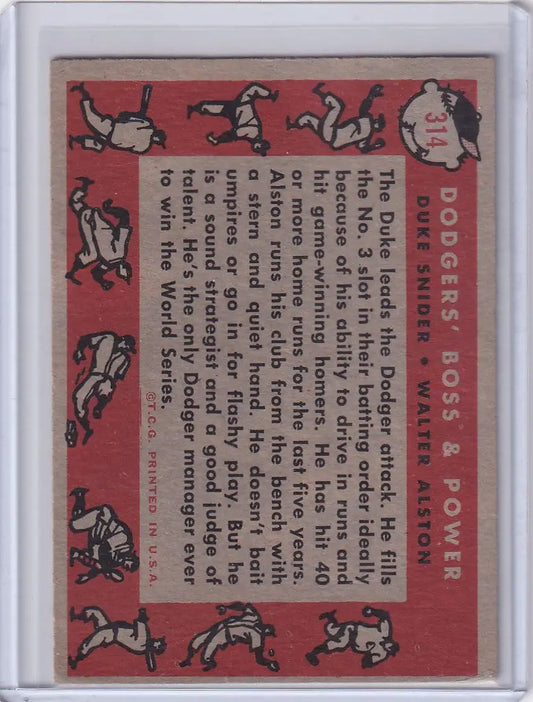 314
DODGERS' BOSS & POWER
DUKE SNIDER • WALTER ALSTON
The Duke leads the Dodger attack. He fills
the No. 3 slot in their batting order ideally
because of his ability to drive in runs and
hit game-winning homers. He has hit 40
or more home runs for the last five years.
Alston runs his club from the bench with
a stern and quiet hand. He doesn't bait
umpires or go in for flashy play. But he
is a sound strategist and a good judge of
talent. He's the only Dodger manager ever
to win the World Series.
©T.C.G. PRINTED IN U.S.A.